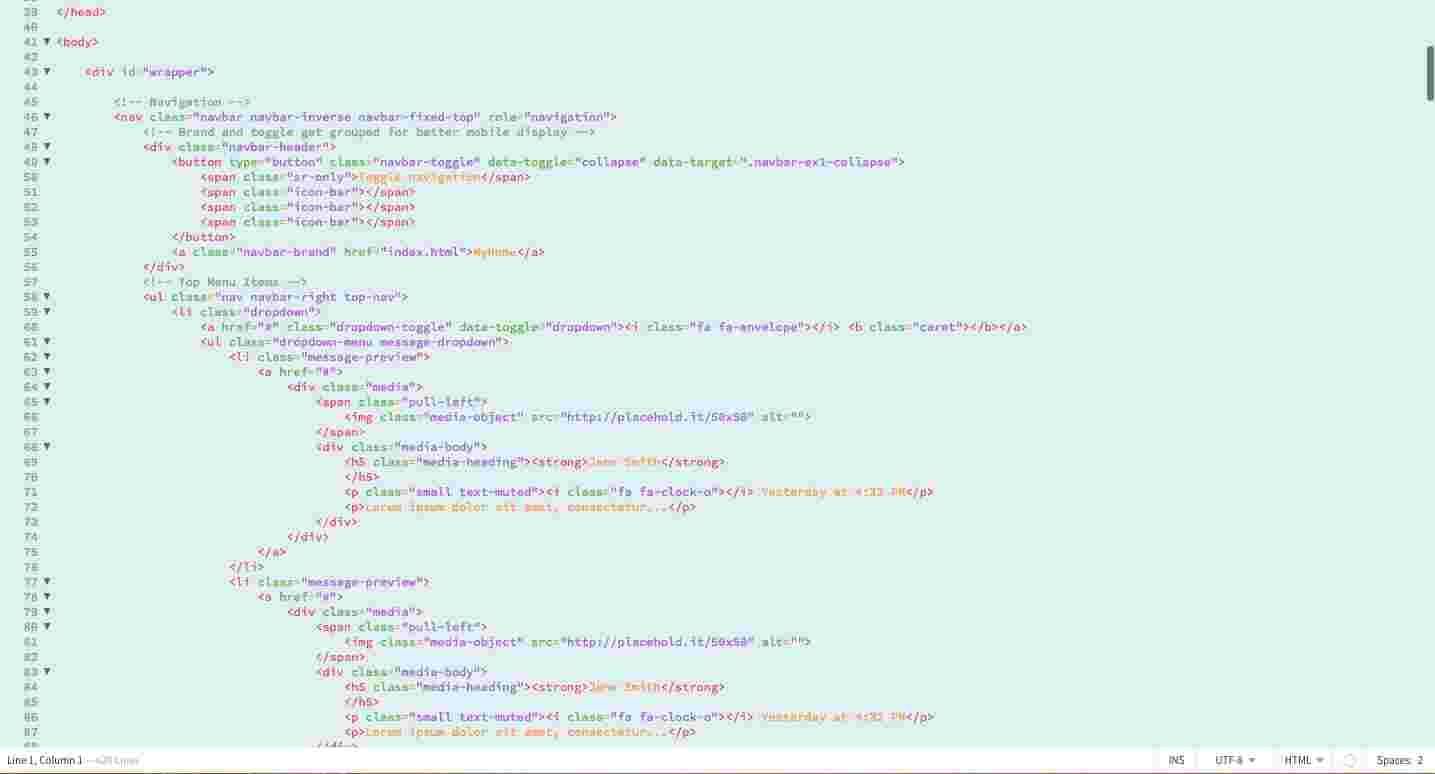 39 </head>
40
41 ▼ <body>
42
43 ▼ <div id="wrapper">
44
45 <!-- Navigation -->
46 ▼ <nav class="navbar navbar-inverse navbar-fixed-top" role="navigation">
47 <!-- Brand and toggle get grouped for better mobile display -->
48 ▼ <div class="navbar-header">
49 ▼ <button type="button" class="navbar-toggle" data-toggle="collapse" data-target=".navbar-ex1-collapse">
50 <span class="sr-only">Toggle navigation</span>
51 <span class="icon-bar"></span>
52 <span class="icon-bar"></span>
53 <span class="icon-bar"></span>
54 </button>
55 <a class="navbar-brand" href="index.html">MyHome</a>
56 </div>
57 <!-- Top Menu Items -->
58 ▼ <ul class="nav navbar-right top-nav">
59 ▼ <li class="dropdown">
60 <a href="#" class="dropdown-toggle" data-toggle="dropdown"><i class="fa fa-envelope"></i> <b class="caret"></b></a>
61 ▼ <ul class="dropdown-menu message-dropdown">
62 ▼ <li class="message-preview">
63 ▼ <a href="#">
64 ▼ <div class="media">
65 ▼ <span class="pull-left">
66 <img class="media-object" src="http://placehold.it/50x50" alt="">
67 </span>
68 ▼ <div class="media-body">
69 <h5 class="media-heading"><strong>Jane Smith</strong>
70 </h5>
71 <p class="small text-muted"><i class="fa fa-clock-o"></i> Yesterday at 4:32 PM</p>
72 <p>Lorem ipsum dolor sit amet, consectetur...</p>
73 </div>
74 </div>
75 </a>
76 </li>
77 ▼ <li class="message-preview">
78 ▼ <a href="#">
79 ▼ <div class="media">
80 ▼ <span class="pull-left">
81 <img class="media-object" src="http://placehold.it/50x50" alt="">
82 </span>
83 ▼ <div class="media-body">
84 <h5 class="media-heading"><strong>Jane Smith</strong>
85 </h5>
86 <p class="small text-muted"><i class="fa fa-clock-o"></i> Yesterday at 4:32 PM</p>
87 <p>Lorem ipsum dolor sit amet, consectetur...</p>
88 </div>
Line 1, Column 1 — Lines INS UTF-8 ▼ HTML ▼ Spaces: 2